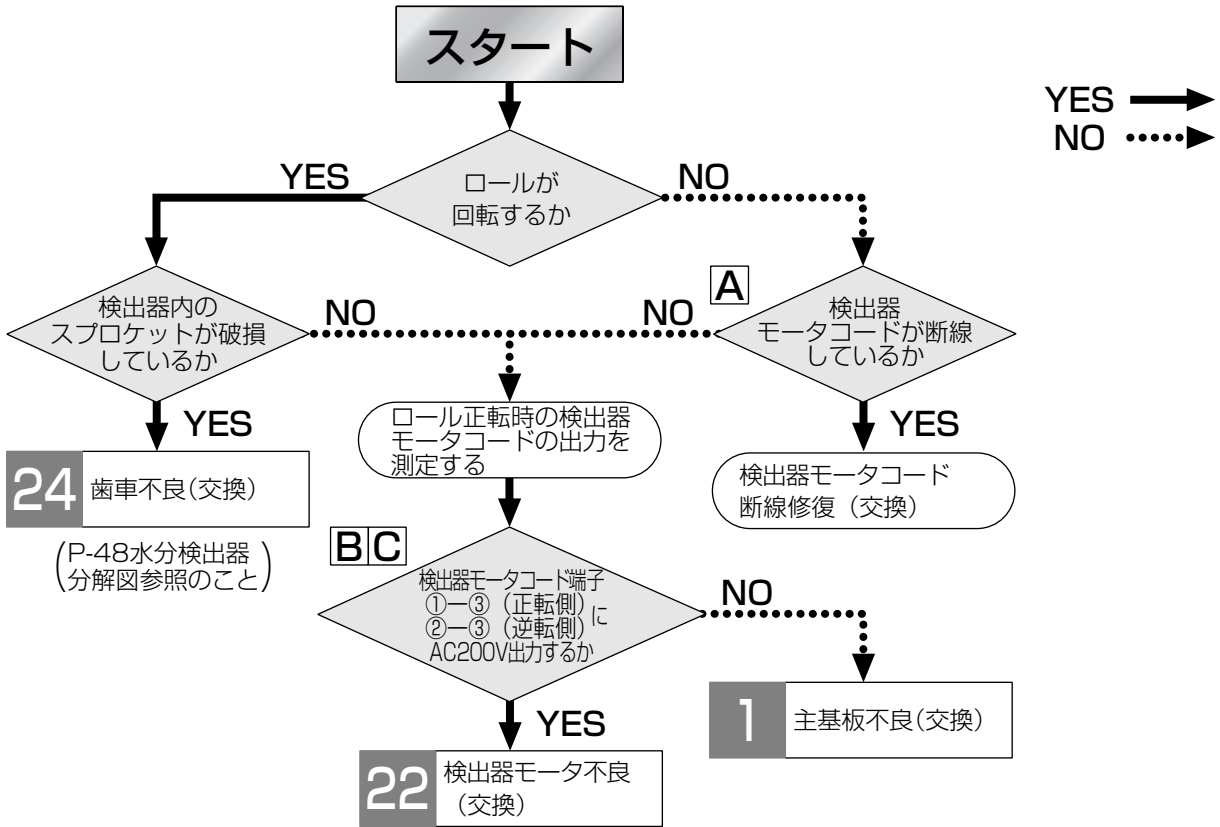 スタート
YES
NO
YES
ロールが
回転するか
NO
検出器内の
スプロケットが破損
しているか
NO
NO
A
検出器
モータコードが断線
しているか
YES
24 歯車不良(交換)
(P-48水分検出器
分解図参照のこと)
ロール正転時の検出器
モータコードの出力を
測定する
YES
検出器モータコード
断線修復(交換)
B C
検出器モータコード端子
①ー③(正転側)に
②ー③(逆転側)
AC200V出力するか
NO
1 主基板不良(交換)
YES
22 検出器モータ不良
(交換)